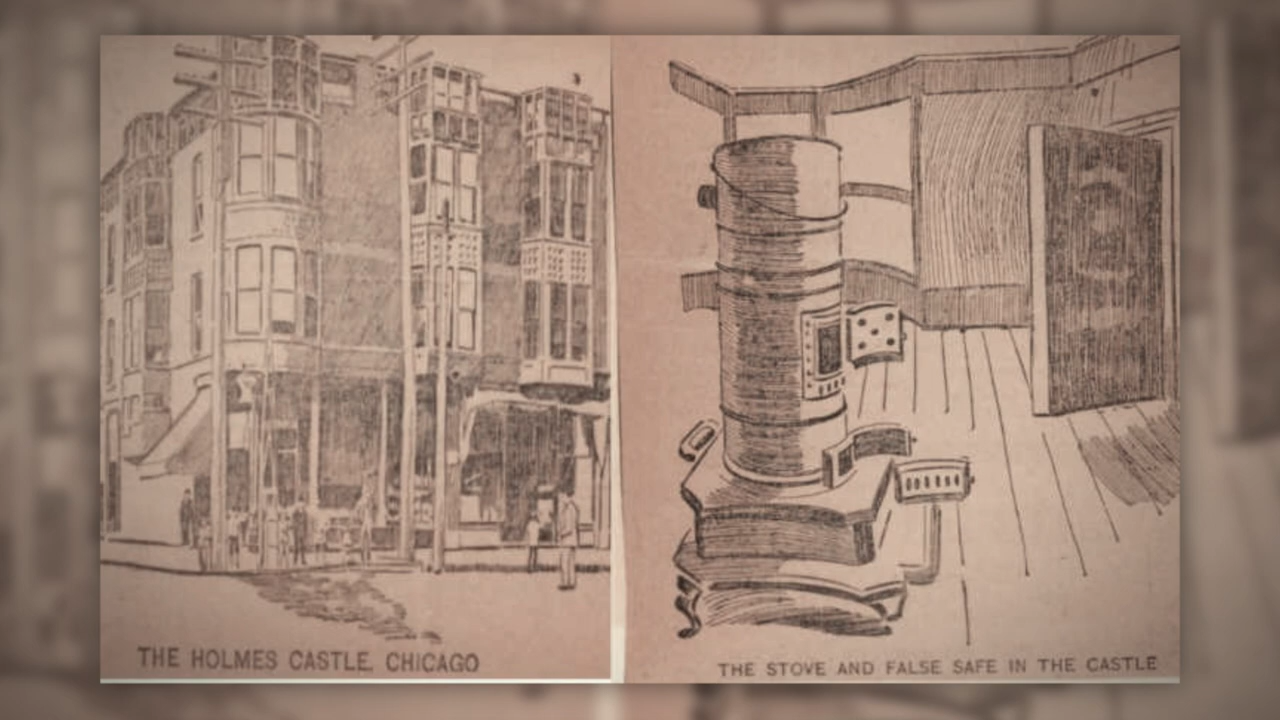 THE HOLMES CASTLE, CHICAGO
THE STOVE AND FALSE SAFE IN THE CASTLE